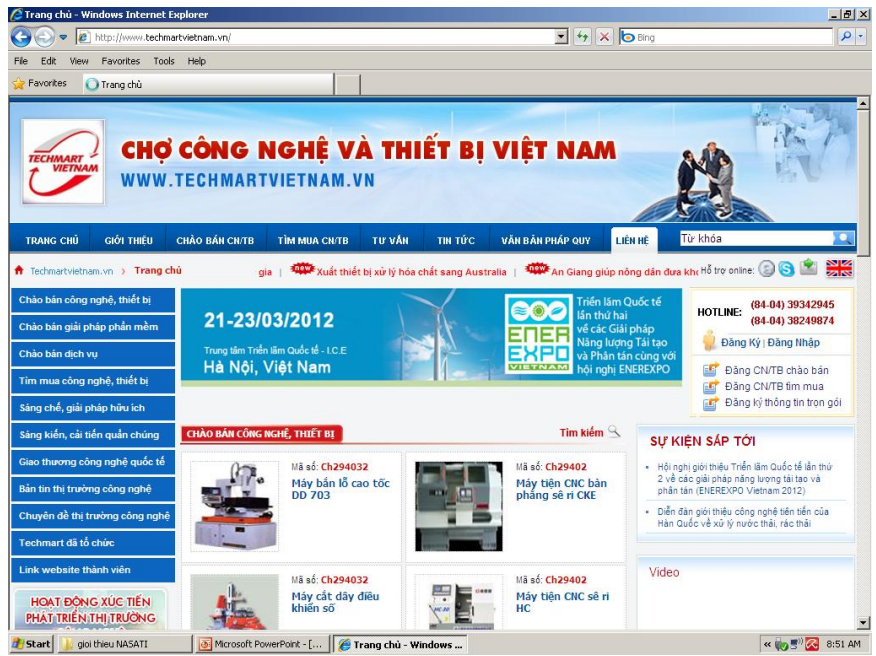 Trang chủ - Windows Internet Explorer
http://www.techmartvietnam.vn/
Bing
File Edit View Favorites Tools Help
Favorites Trang chủ
TECHMART
VIETNAM
CHỢ CÔNG NGHỆ VÀ THIẾT BỊ VIỆT NAM
WWW.TECHMARTVIETNAM.VN
TRANG CHỦ GIỚI THIỆU CHÀO BÁN CN/TB TÌM MUA CN/TB TƯ VẤN TIN TỨC VĂN BẢN PHÁP QUY LIÊN HỆ Từ khóa
Techmartvietnam.vn › Trang chủ
gia | new Xuất thiết bị xử lý hóa chất sang Australia | new An Giang giúp nông dân đưa kh
Hỗ trợ online:
Chào bán công nghệ, thiết bị
Chào bán giải pháp phần mềm
Chào bán dịch vụ
Tìm mua công nghệ, thiết bị
Sáng chế, giải pháp hữu ích
Sáng kiến, cải tiến quần chúng
Giao thương công nghệ quốc tế
Bản tin thị trường công nghệ
Chuyên đề thị trường công nghệ
Techmart đã tổ chức
Link website thành viên
HOẠT ĐỘNG XÚC TIẾN
PHÁT TRIỂN THỊ TRƯỜNG
21-23/03/2012
Trung tâm Triển lãm Quốc tế - I.C.E
Hà Nội, Việt Nam
ENER
EXPO
VIETNAM
Triển lãm Quốc tế
lần thứ hai
về các Giải pháp
Năng lượng Tái tạo
và Phân tán cùng với
hội nghị ENEREXPO
HOTLINE: (84-04) 39342945
(84-04) 38249874
Đăng Ký | Đăng Nhập
Đăng CN/TB chào bán
Đăng CN/TB tìm mua
Đăng ký thông tin trọn gói
CHÀO BÁN CÔNG NGHỆ, THIẾT BỊ
Tìm kiếm
Mã số: Ch294032
Máy bắn lỗ cao tốc
DD 703
Mã số: Ch29402
Máy tiện CNC bàn
phẳng sê ri CKE
Mã số: Ch294032
Máy cắt dây điều
khiển số
Mã số: Ch29402
Máy tiện CNC sê ri
HC
SỰ KIỆN SẮP TỚI
Hội nghị giới thiệu Triển lãm Quốc tế lần thứ
2 về các giải pháp năng lượng tái tạo và
phân tán (ENEREXPO Vietnam 2012)
Diễn đàn giới thiệu công nghệ tiên tiến của
Hàn Quốc về xử lý nước thải, rác thải
Video
Start gioi thieu NASATI Microsoft PowerPoint - [... Trang chủ - Windows ... 8:51 AM